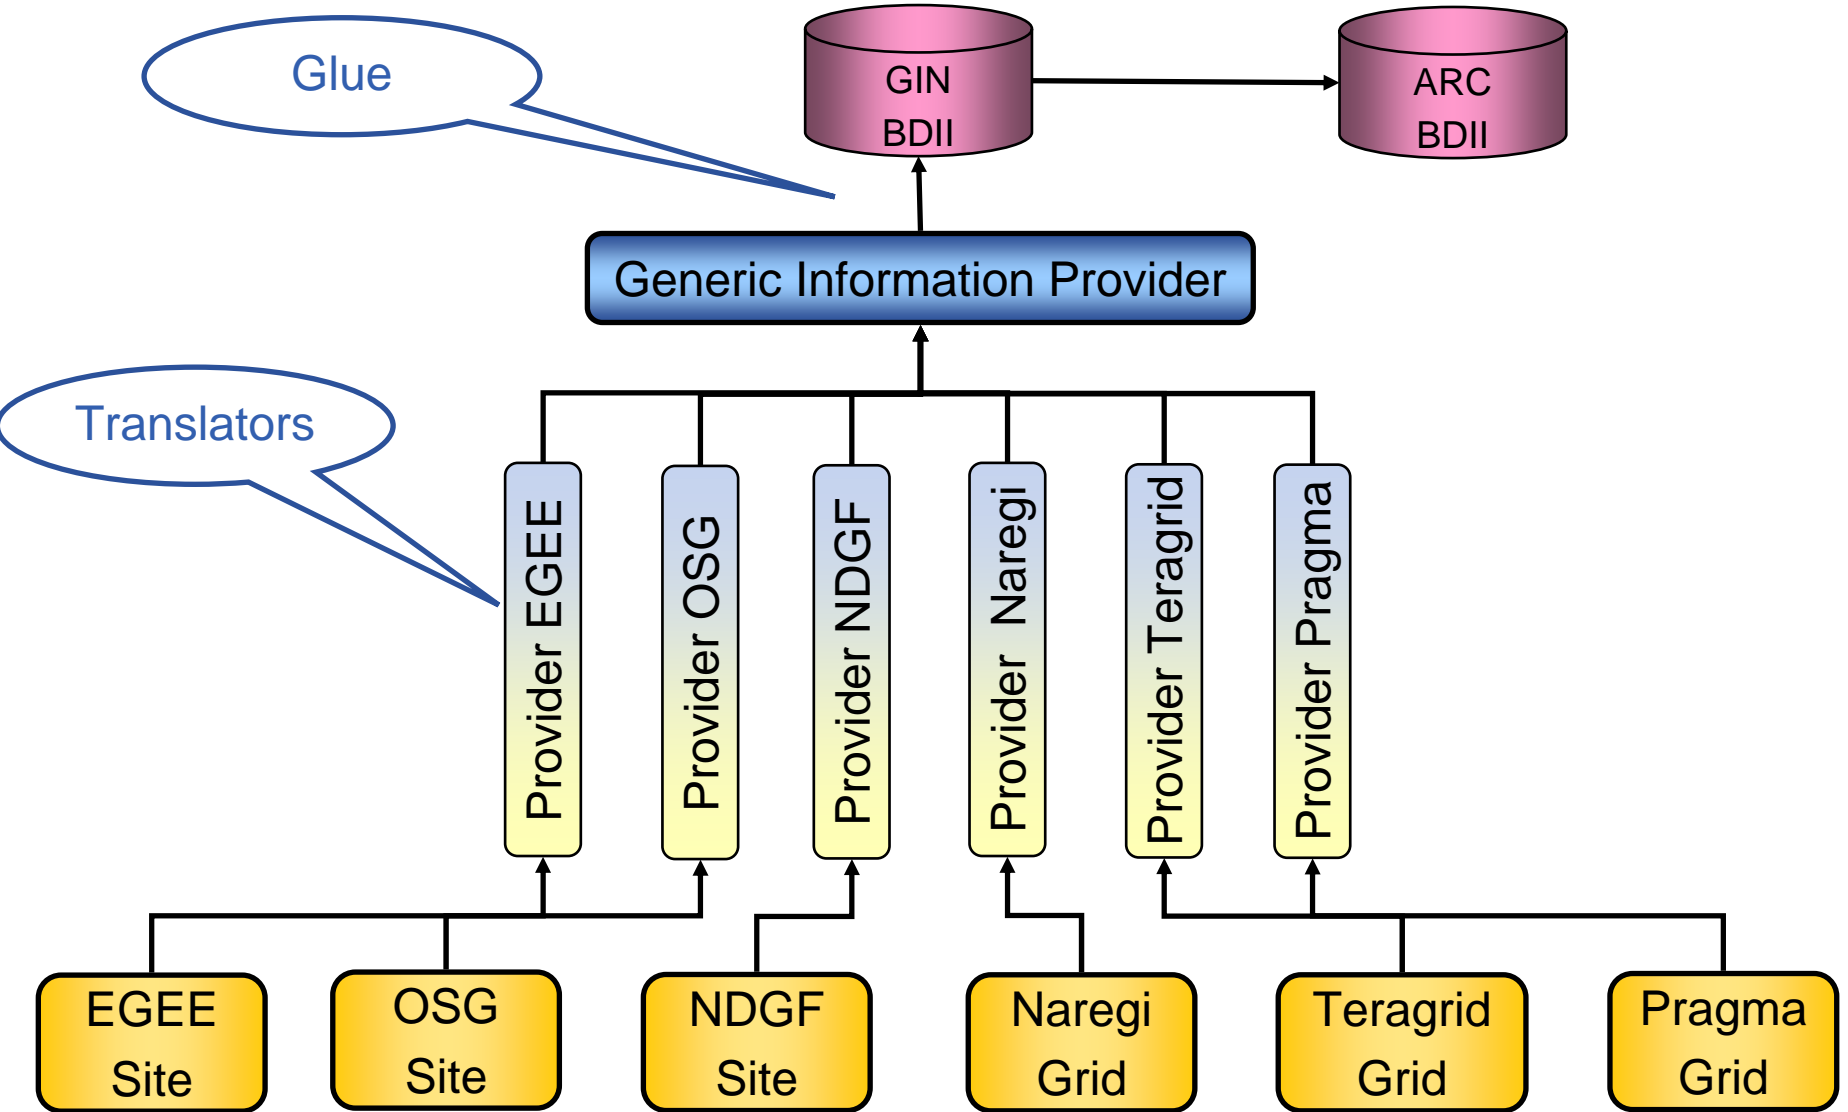 Glue
GIN
BDII
ARC
BDII
Generic Information Provider
Translators
Provider EGEE
Provider OSG
Provider NDGF
Provider Naregi
Provider Teragrid
Provider Pragma
EGEE
Site
OSG
Site
NDGF
Site
Naregi
Grid
Teragrid
Grid
Pragma
Grid